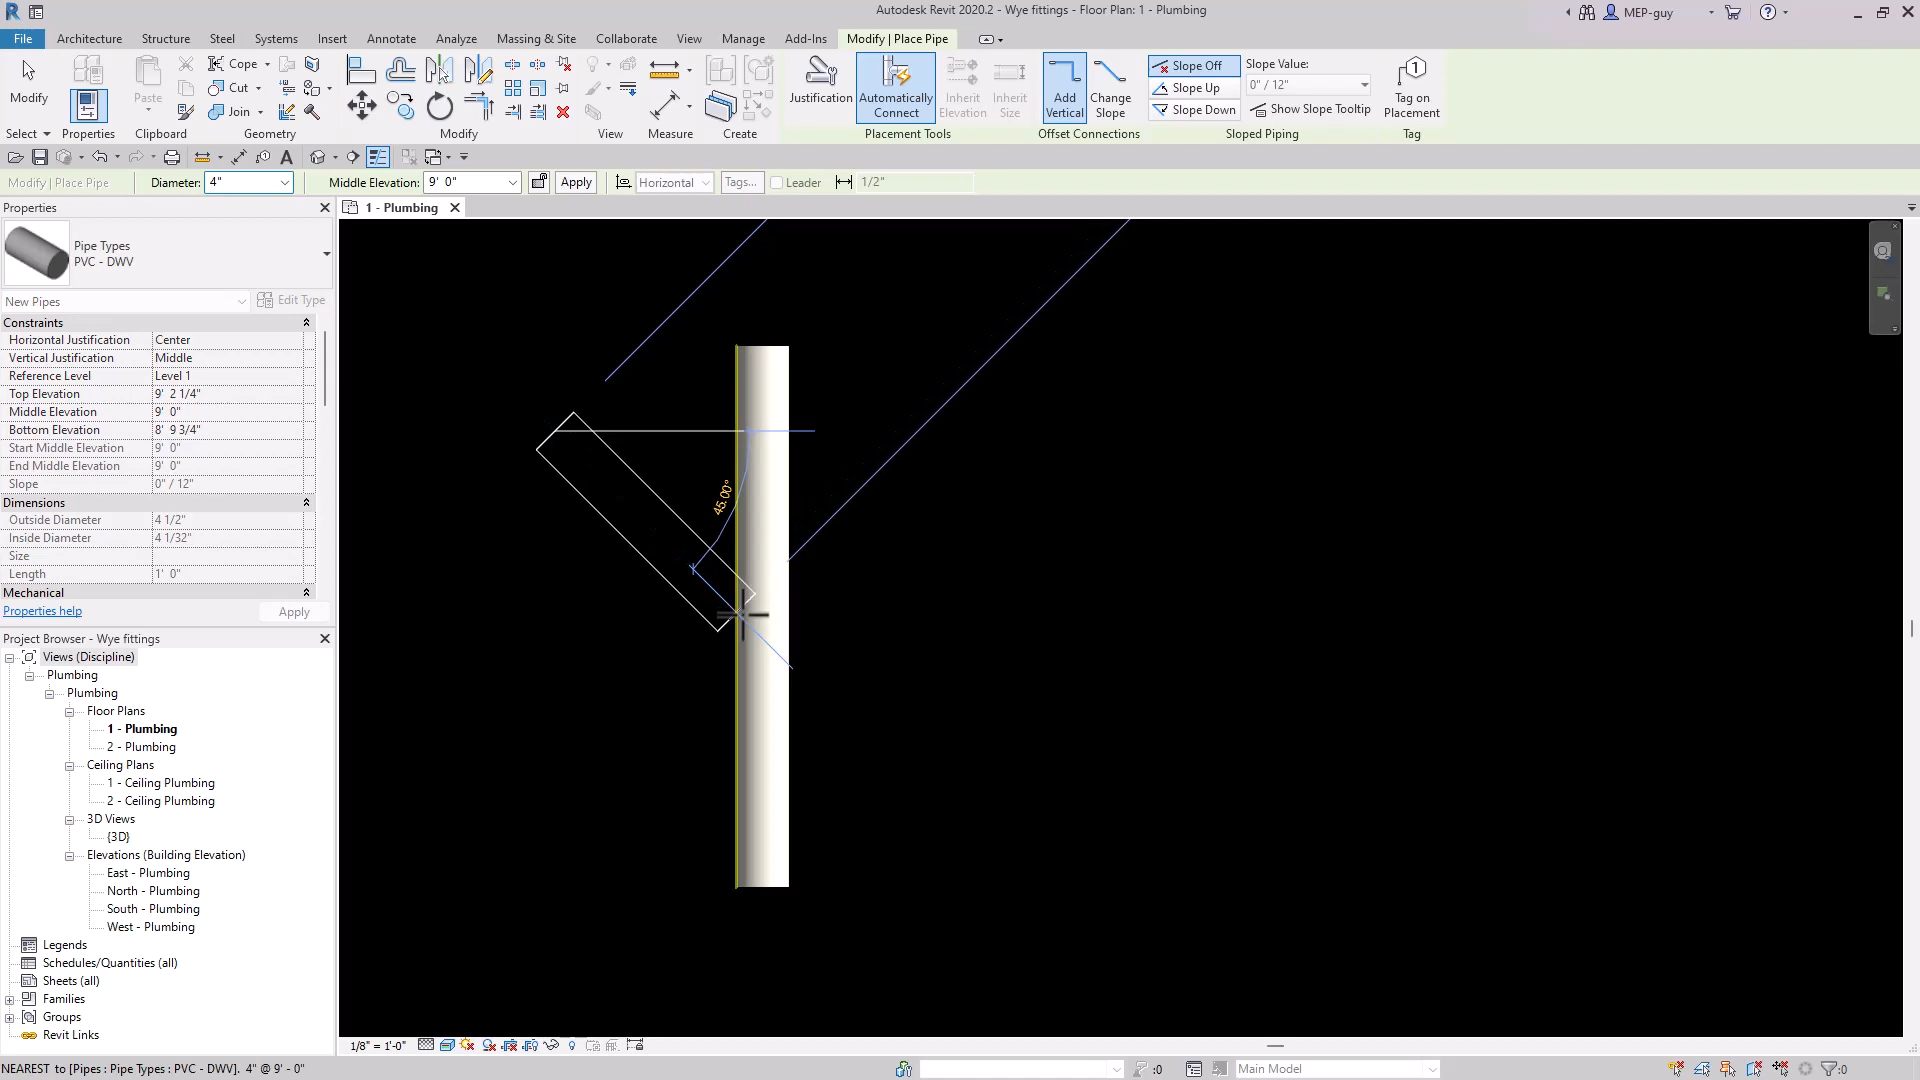 Autodesk Revit 2020.2 - Wye fittings - Floor Plan: 1 - Plumbing
MEP-guy
File Architecture Structure Steel Systems Insert Annotate Analyze Massing & Site Collaborate View Manage Add-Ins Modify | Place Pipe
Modify
Paste
Cope
Cut
Join
Justification
Automatically Connect
Inherit Elevation
Inherit Size
Add Vertical
Change Slope
Slope Off
Slope Up
Slope Down
Slope Value:
0" / 12"
Show Slope Tooltip
Tag on Placement
Select Properties Clipboard Geometry Modify View Measure Create Placement Tools Offset Connections Sloped Piping Tag
Modify | Place Pipe Diameter: 4" Middle Elevation: 9' 0" Apply Horizontal Tags... Leader 1/2"
Properties
1 - Plumbing
Pipe Types
PVC - DWV
New Pipes Edit Type
Constraints
Horizontal Justification Center
Vertical Justification Middle
Reference Level Level 1
Top Elevation 9' 2 1/4"
Middle Elevation 9' 0"
Bottom Elevation 8' 9 3/4"
Start Middle Elevation 9' 0"
End Middle Elevation 9' 0"
Slope 0" / 12"
Dimensions
Outside Diameter 4 1/2"
Inside Diameter 4 1/32"
Size
Length 1' 0"
Mechanical
Properties help Apply
45.00°
Project Browser - Wye fittings
Views (Discipline)
Plumbing
Plumbing
Floor Plans
1 - Plumbing
2 - Plumbing
Ceiling Plans
1 - Ceiling Plumbing
2 - Ceiling Plumbing
3D Views
{3D}
Elevations (Building Elevation)
East - Plumbing
North - Plumbing
South - Plumbing
West - Plumbing
Legends
Schedules/Quantities (all)
Sheets (all)
Families
Groups
Revit Links
1/8" = 1'-0"
NEAREST to [Pipes : Pipe Types : PVC - DWV], 4" @ 9' - 0"
:0
Main Model
:0